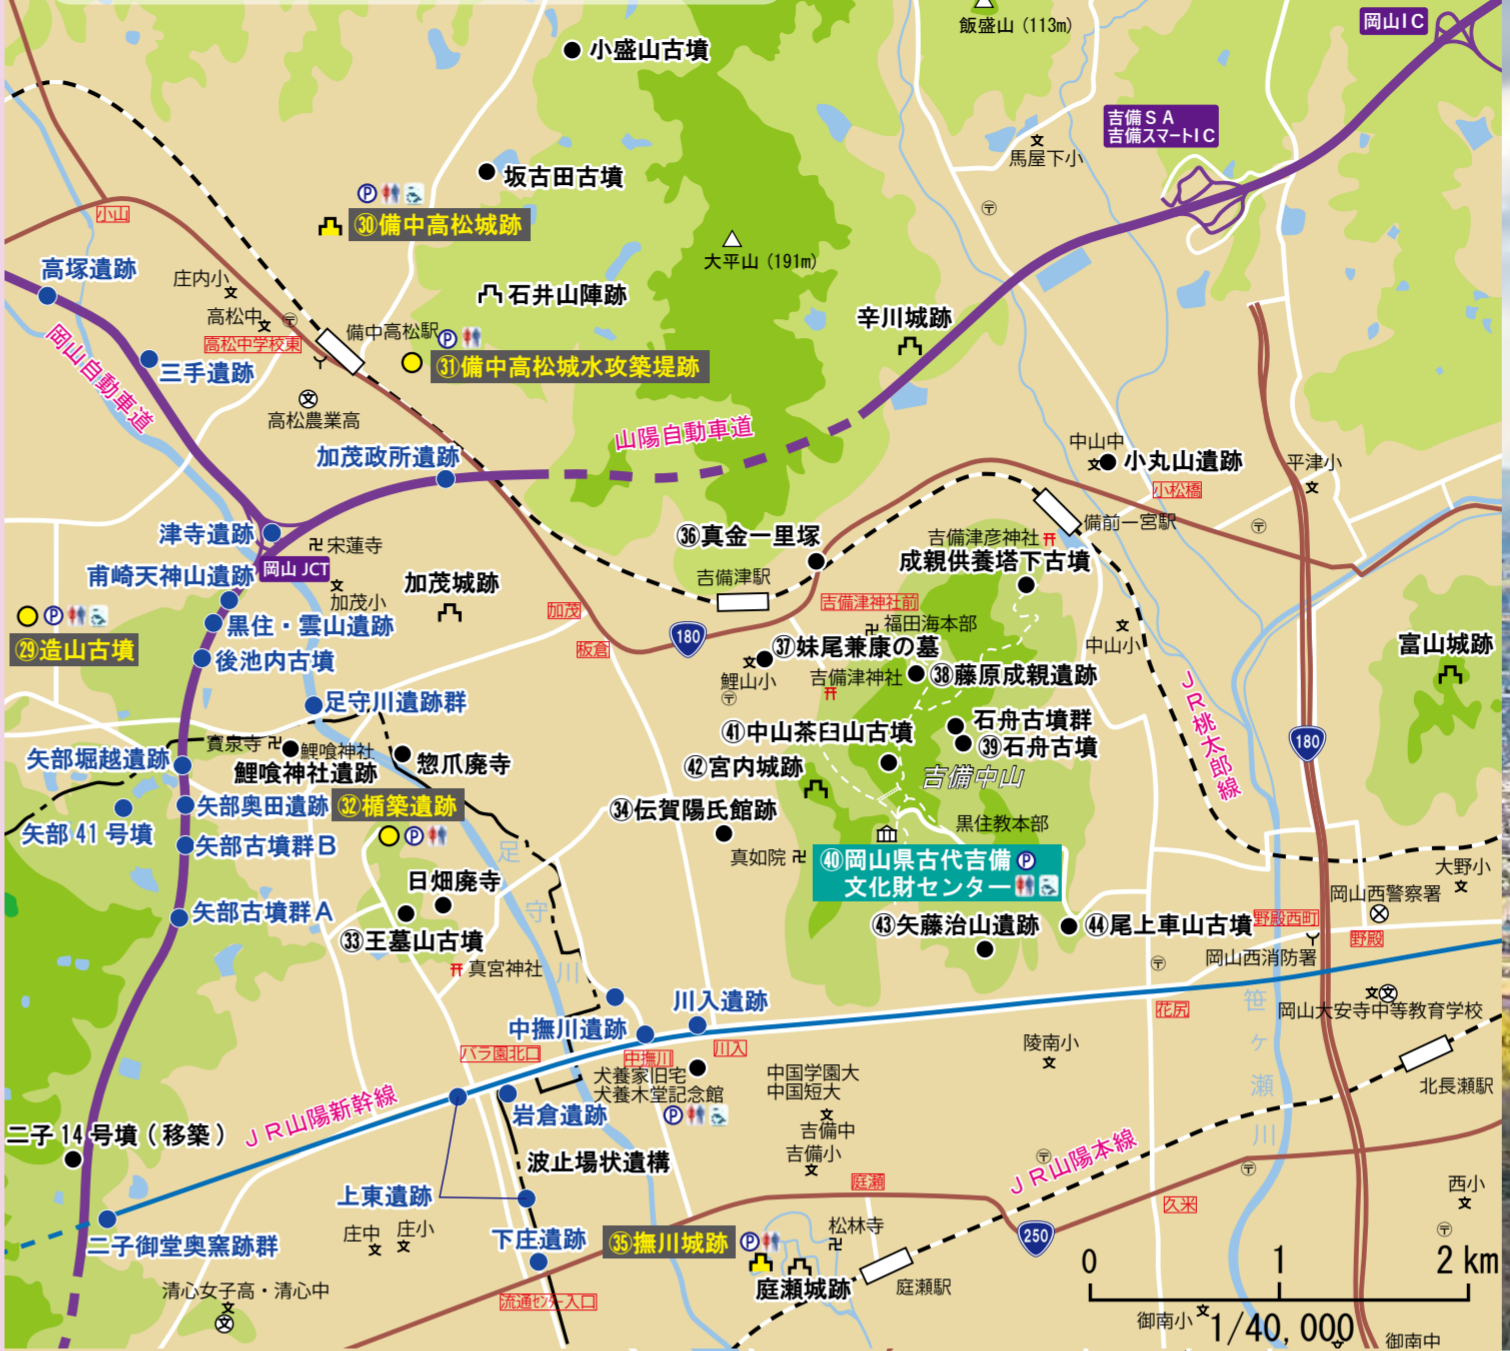 飯盛山（113m）
岡山IC
小盛山古墳
吉備ＳＡ
吉備スマートIC
馬屋下小
坂古田古墳
小山
㉚備中高松城跡
大平山（191m）
高塚遺跡
庄内小
石井山陣跡
高松中
辛川城跡
高松中学校東
備中高松駅
㉛備中高松城水攻築堤跡
岡山自動車道
三手遺跡
高松農業高
山陽自動車道
加茂政所遺跡
中山中
小丸山遺跡
平津小
小松橋
津寺遺跡
宋蓮寺
㊱真金一里塚
吉備津彦神社
備前一宮駅
岡山 JCT
成親供養塔下古墳
甫崎天神山遺跡
加茂小
加茂城跡
吉備津駅
加茂
吉備津神社前
㉙造山古墳
黒住・雲山遺跡
180
福田海本部
板倉
㊲妹尾兼康の墓
中山小
富山城跡
後池内古墳
鯉山小
吉備津神社
㊳藤原成親遺跡
足守川遺跡群
ＪＲ桃太郎線
石舟古墳群
㊶中山茶臼山古墳
㊴石舟古墳
180
寶泉寺
鯉喰神社
矢部堀越遺跡
鯉喰神社遺跡
惣爪廃寺
㊷宮内城跡
吉備中山
矢部奥田遺跡
㉜楯築遺跡
㉞伝賀陽氏館跡
黒住教本部
矢部 41 号墳
矢部古墳群Ｂ
足守川
真如院
㊵岡山県古代吉備
文化財センター
大野小
日畑廃寺
岡山西警察署
矢部古墳群Ａ
㊸矢藤治山遺跡
㊹尾上車山古墳
野殿西町
野殿
㉝王墓山古墳
岡山西消防署
真宮神社
川入遺跡
花尻
笹ヶ瀬川
岡山大安寺中等教育学校
中撫川遺跡
バラ園北口
中撫川
川入
陵南小
犬養家旧宅
犬養木堂記念館
中国学園大
中国短大
北長瀬駅
ＪＲ山陽新幹線
岩倉遺跡
吉備中
二子 14 号墳（移築）
吉備小
波止場状遺構
ＪＲ山陽本線
上東遺跡
庭瀬
久米
西小
二子御堂奥窯跡群
庄中
庄小
下庄遺跡
㉟撫川城跡
松林寺
250
0 1 2 km
清心女子高・清心中
庭瀬城跡
庭瀬駅
流通センター入口
御南小
1/40,000
御南中